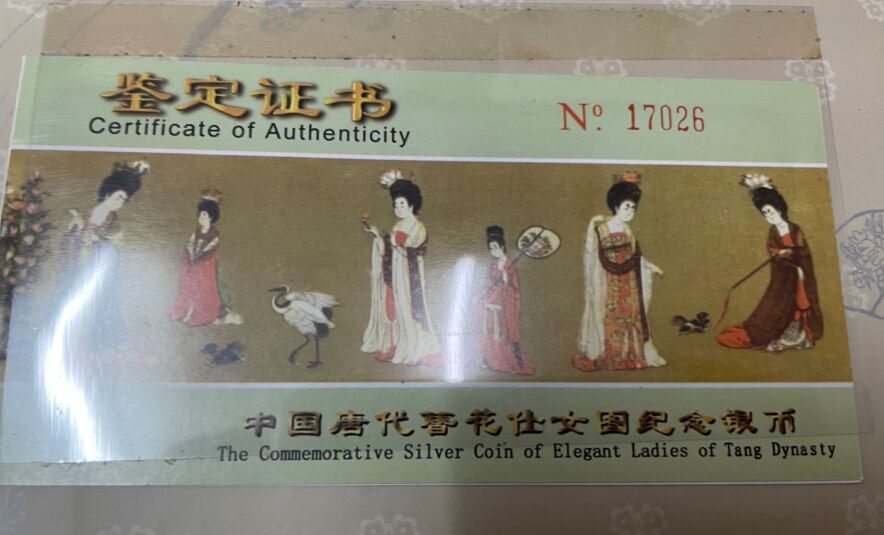 鉴定证书
Certificate of Authenticity
Nº. 17026
中国唐代簪花仕女图纪念银币
The Commemorative Silver Coin of Elegant Ladies of Tang Dynasty